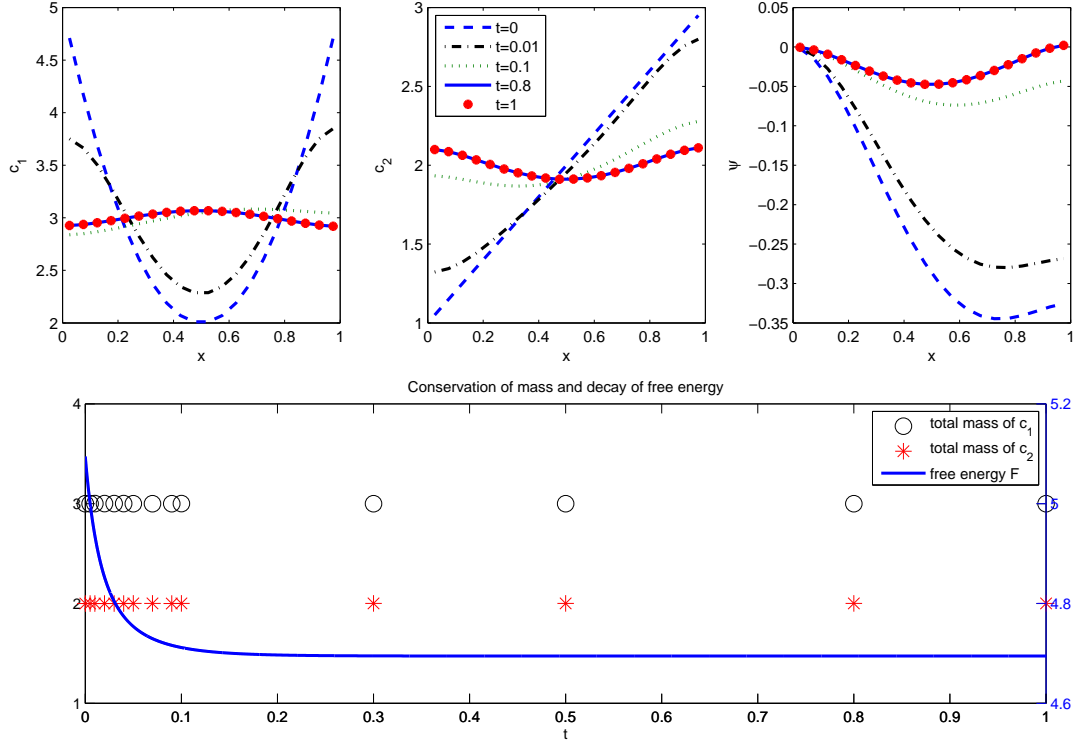 5
4.5
4
3.5
3
2.5
2
0 0.2 0.4 0.6 0.8 1
x
c1
3
2.5
2
1.5
1
0 0.2 0.4 0.6 0.8 1
x
c2
t=0
t=0.01
t=0.1
t=0.8
t=1
0.05
0
−0.05
−0.1
−0.15
−0.2
−0.25
−0.3
−0.35
0 0.2 0.4 0.6 0.8 1
x
ψ
Conservation of mass and decay of free energy
4
3
2
1
0 0.1 0.2 0.3 0.4 0.5 0.6 0.7 0.8 0.9 1
t
5.2
5
4.8
4.6
total mass of c1
total mass of c2
free energy F